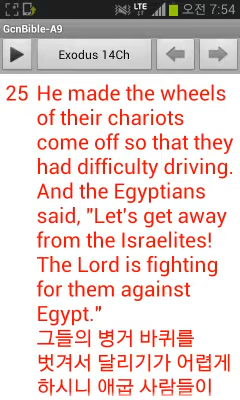 LTE 오전 7:54
GcnBible-A9
Exodus 14Ch
25 He made the wheels
of their chariots
come off so that they
had difficulty driving.
And the Egyptians
said, "Let's get away
from the Israelites!
The Lord is fighting
for them against
Egypt."
그들의 병거 바퀴를
벗겨서 달리기가 어렵게
하시니 애굽 사람들이